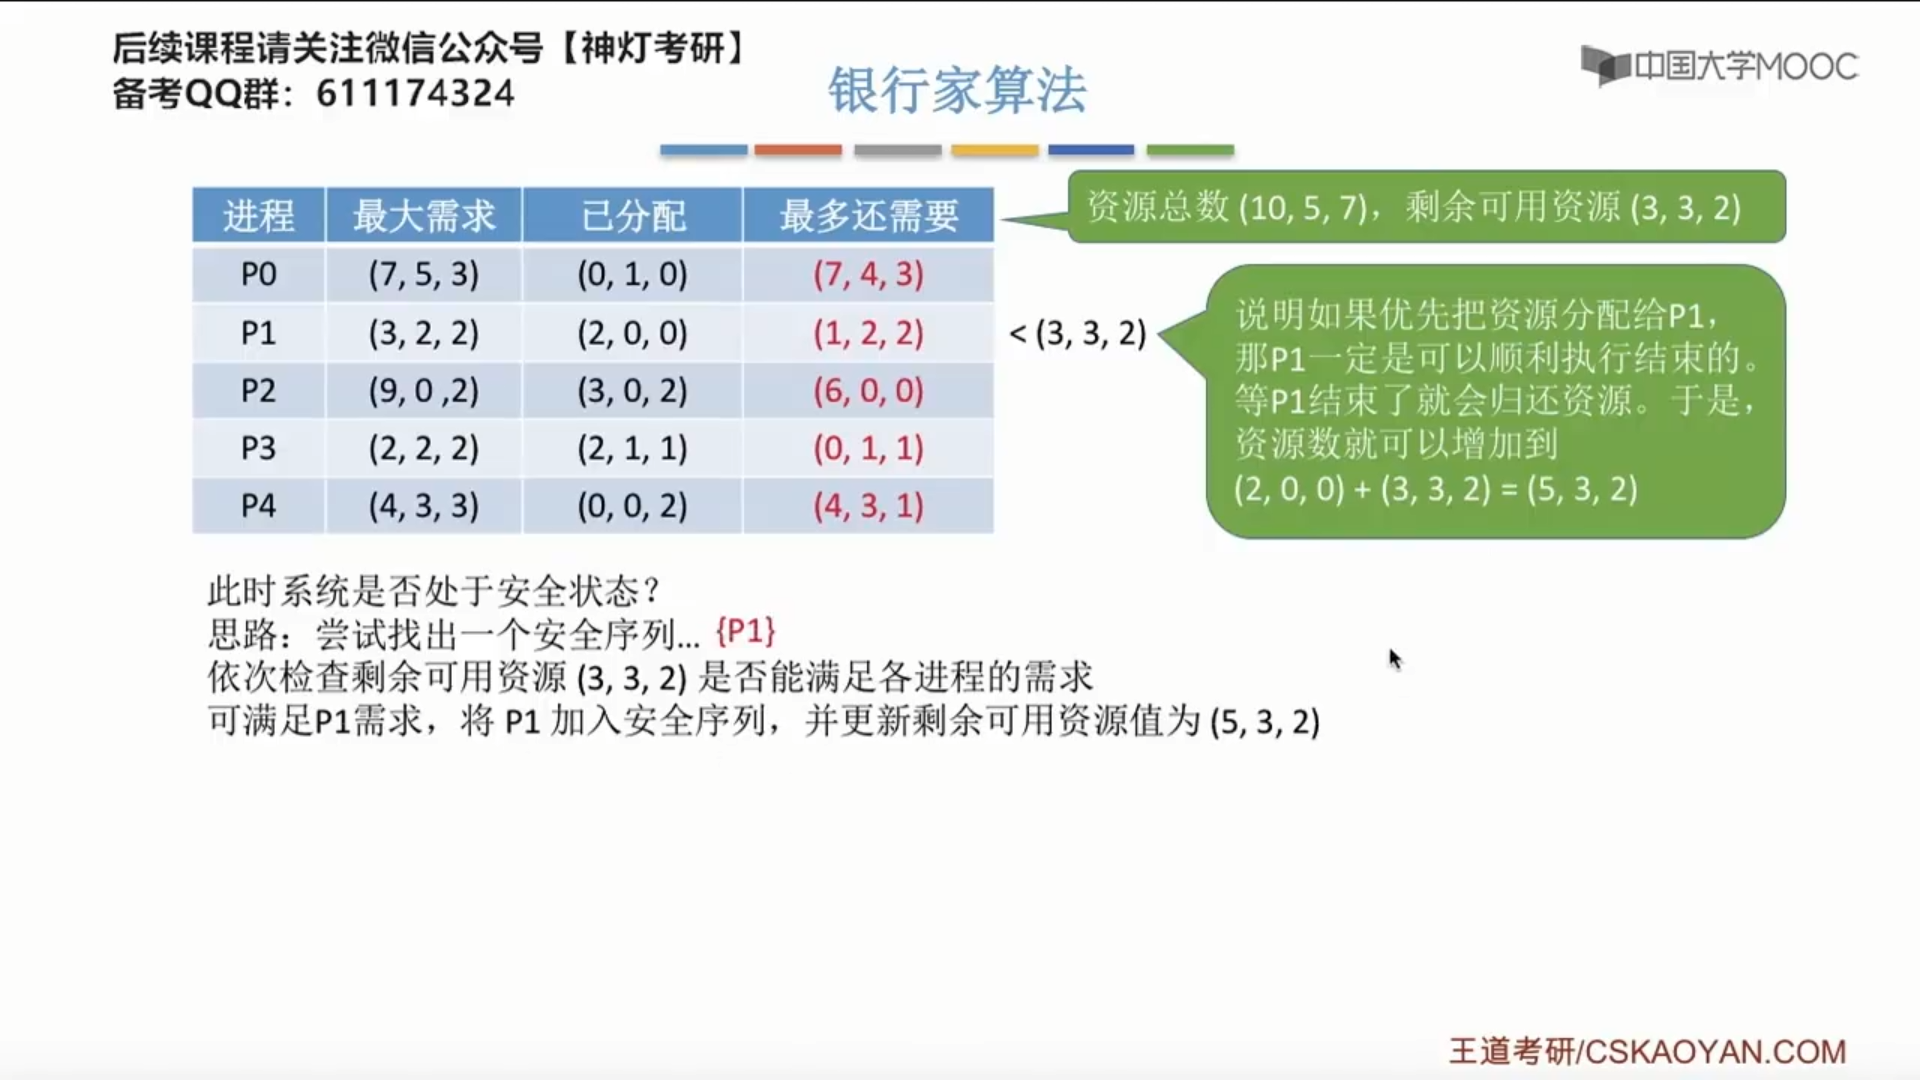 后续课程请关注微信公众号【神灯考研】
备考QQ群：611174324
中国大学MOOC
银行家算法
进程 最大需求 已分配 最多还需要
P0 (7, 5, 3) (0, 1, 0) (7, 4, 3)
P1 (3, 2, 2) (2, 0, 0) (1, 2, 2)
P2 (9, 0 ,2) (3, 0, 2) (6, 0, 0)
P3 (2, 2, 2) (2, 1, 1) (0, 1, 1)
P4 (4, 3, 3) (0, 0, 2) (4, 3, 1)
资源总数 (10, 5, 7)，剩余可用资源 (3, 3, 2)
< (3, 3, 2)
说明如果优先把资源分配给P1，
那P1一定是可以顺利执行结束的。
等P1结束了就会归还资源。于是，
资源数就可以增加到
(2, 0, 0) + (3, 3, 2) = (5, 3, 2)
此时系统是否处于安全状态？
思路：尝试找出一个安全序列... {P1}
依次检查剩余可用资源 (3, 3, 2) 是否能满足各进程的需求
可满足P1需求，将 P1 加入安全序列，并更新剩余可用资源值为 (5, 3, 2)
王道考研/CSKAOYAN.COM